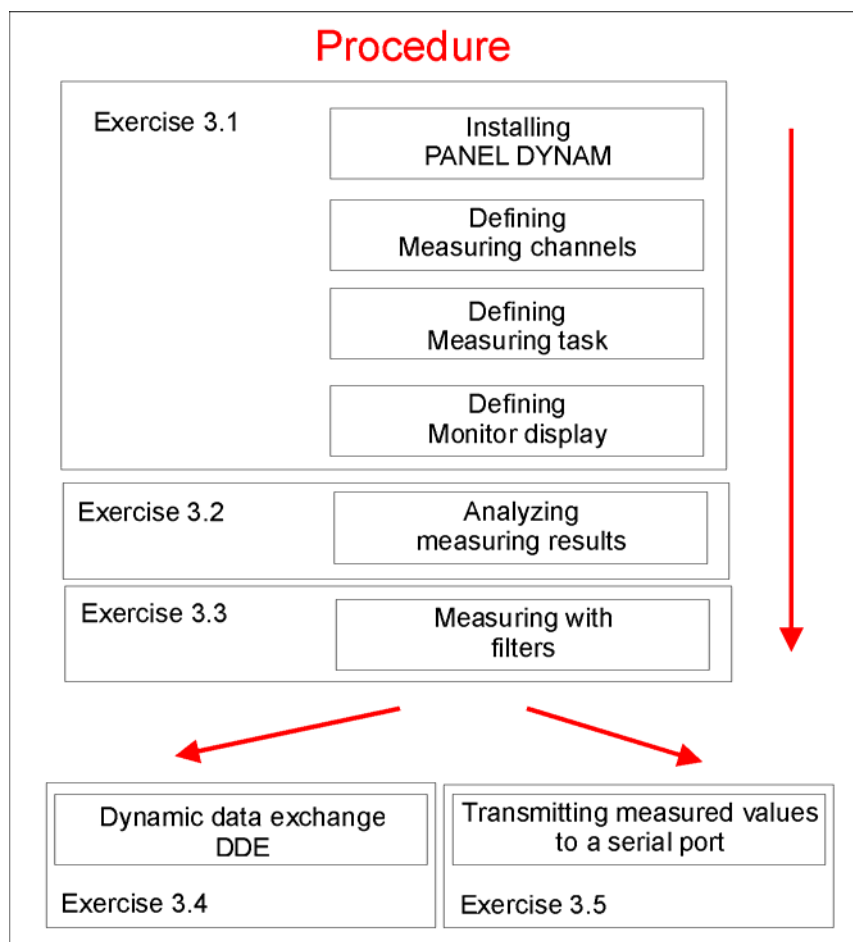 Procedure
Exercise 3.1
Installing
PANEL DYNAM
Defining
Measuring channels
Defining
Measuring task
Defining
Monitor display
Exercise 3.2
Analyzing
measuring results
Exercise 3.3
Measuring with
filters
Dynamic data exchange
DDE
Exercise 3.4
Transmitting measured values
to a serial port
Exercise 3.5